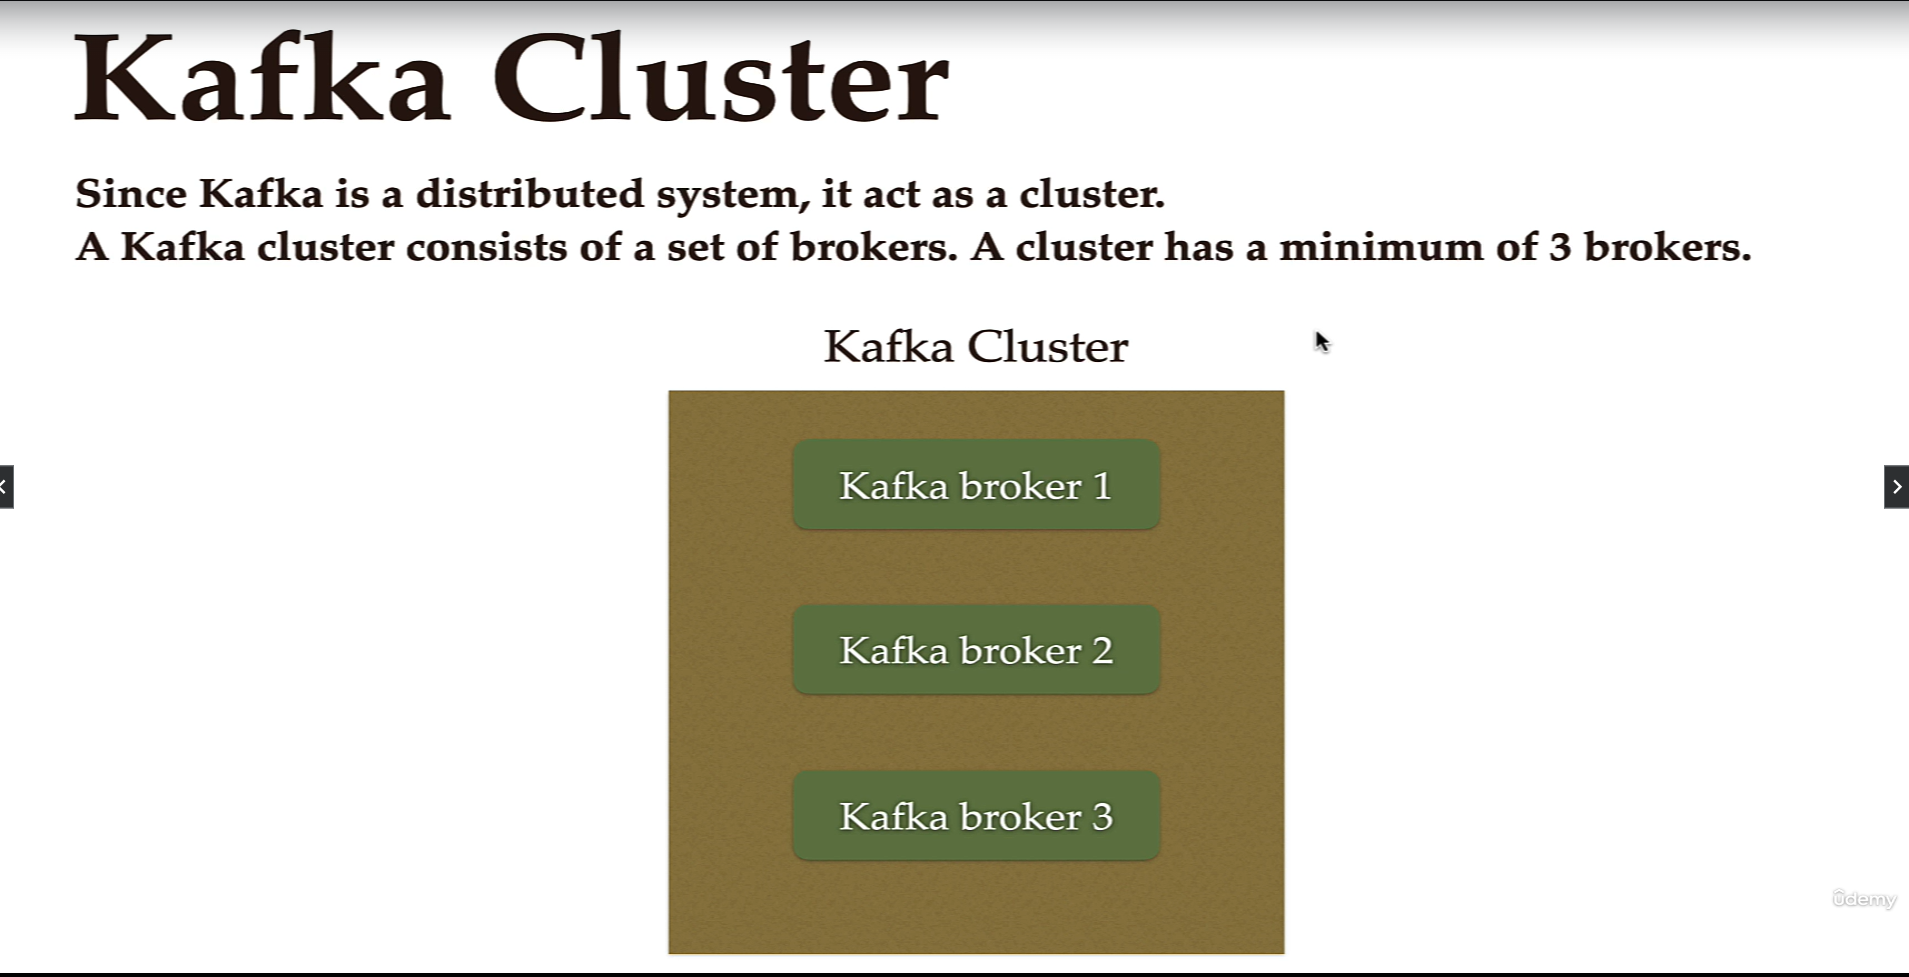 Kafka Cluster
Since Kafka is a distributed system, it act as a cluster.
A Kafka cluster consists of a set of brokers. A cluster has a minimum of 3 brokers.
Kafka Cluster
Kafka broker 1
Kafka broker 2
Kafka broker 3
ûdemy